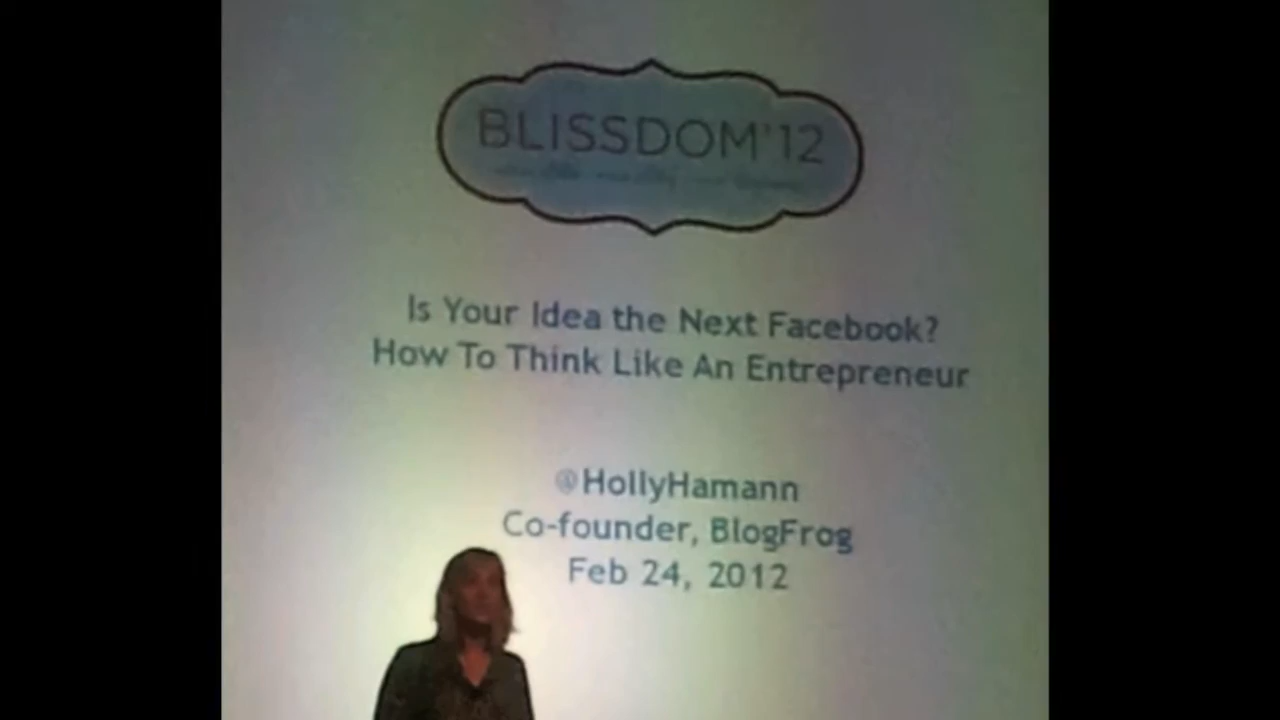 BLISSDOM'12
Is Your Idea the Next Facebook?
How To Think Like An Entrepreneur
@HollyHamann
Co-founder, BlogFrog
Feb 24, 2012